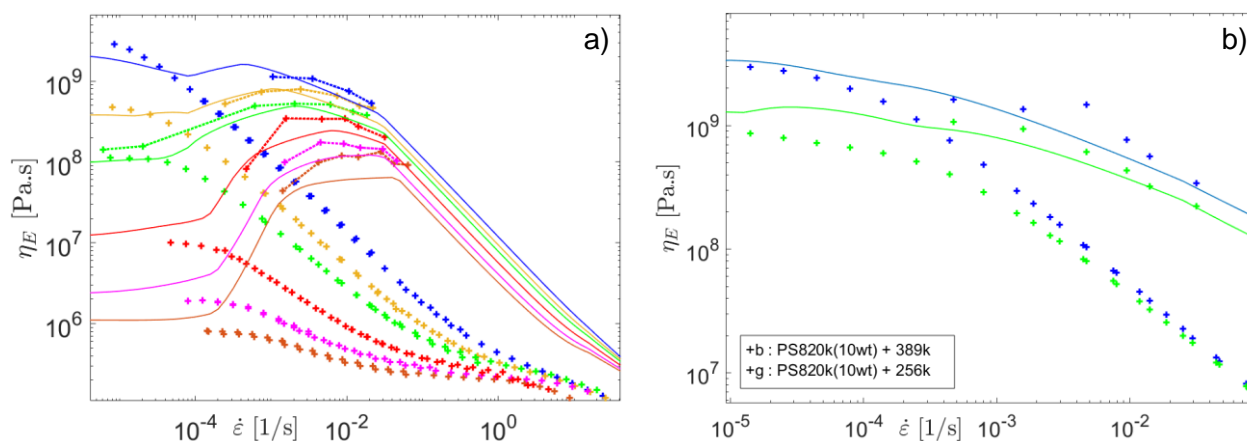 a)
η_E [Pa.s]
10^9
10^8
10^7
10^6
10^-4
10^-2
10^0
ε̇ [1/s]
b)
η_E [Pa.s]
10^9
10^8
10^7
10^-5
10^-4
10^-3
10^-2
ε̇ [1/s]
+b : PS820k(10wt) + 389k
+g : PS820k(10wt) + 256k